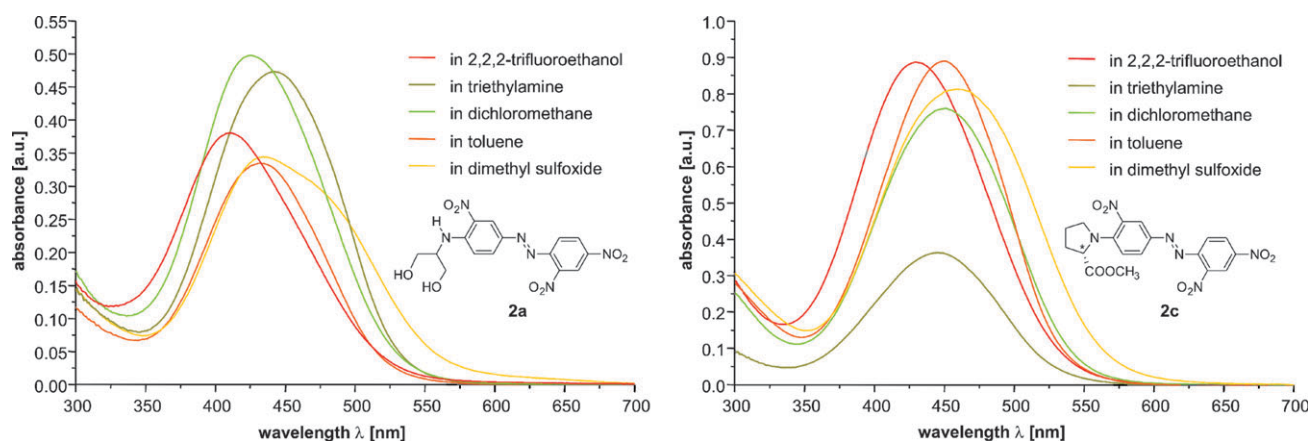 absorbance [a.u.]
0.55
0.50
0.45
0.40
0.35
0.30
0.25
0.20
0.15
0.10
0.05
0.00
300 350 400 450 500 550 600 650 700
wavelength λ [nm]
in 2,2,2-trifluoroethanol
in triethylamine
in dichloromethane
in toluene
in dimethyl sulfoxide
NO₂
H
N
N
N
HO
HO
O₂N
NO₂
2a
absorbance [a.u.]
1.0
0.9
0.8
0.7
0.6
0.5
0.4
0.3
0.2
0.1
0.0
300 350 400 450 500 550 600 650 700
wavelength λ [nm]
in 2,2,2-trifluoroethanol
in triethylamine
in dichloromethane
in toluene
in dimethyl sulfoxide
NO₂
N
N
N
*
COOCH₃
O₂N
NO₂
2c